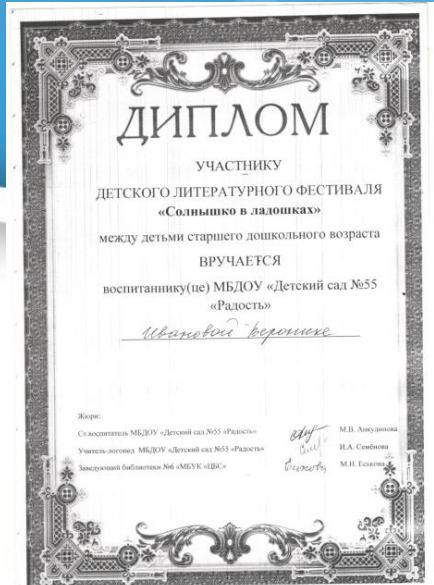 ДИПЛОМ
УЧАСТНИКУ
ДЕТСКОГО ЛИТЕРАТУРНОГО ФЕСТИВАЛЯ
«Солнышко в ладошках»
между детьми старшего дошкольного возраста
ВРУЧАЕТСЯ
воспитаннику(це) МБДОУ «Детский сад №55
«Радость»
Ивановой Веронике
Жюри:
Ст.воспитатель МБДОУ «Детский сад №55 «Радость» М.В. Анкудинова
Учитель-логопед МБДОУ «Детский сад №55 «Радость» И.А. Семёнова
Заведующий библиотеки №6 «МБУК «ЦБС» Еськова М.Н. Еськова